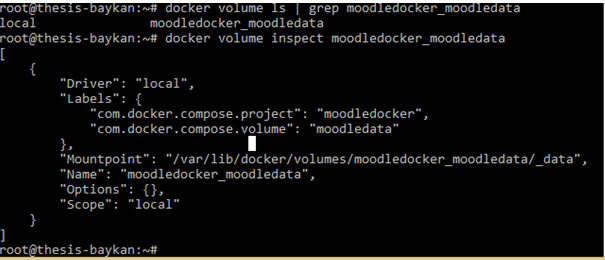 root@thesis-baykan:~# docker volume ls | grep moodledocker_moodledata
local               moodledocker_moodledata
root@thesis-baykan:~# docker volume inspect moodledocker_moodledata
[
    {
        "Driver": "local",
        "Labels": {
            "com.docker.compose.project": "moodledocker",
            "com.docker.compose.volume": "moodledata"
        },
        "Mountpoint": "/var/lib/docker/volumes/moodledocker_moodledata/_data",
        "Name": "moodledocker_moodledata",
        "Options": {},
        "Scope": "local"
    }
]
root@thesis-baykan:~#